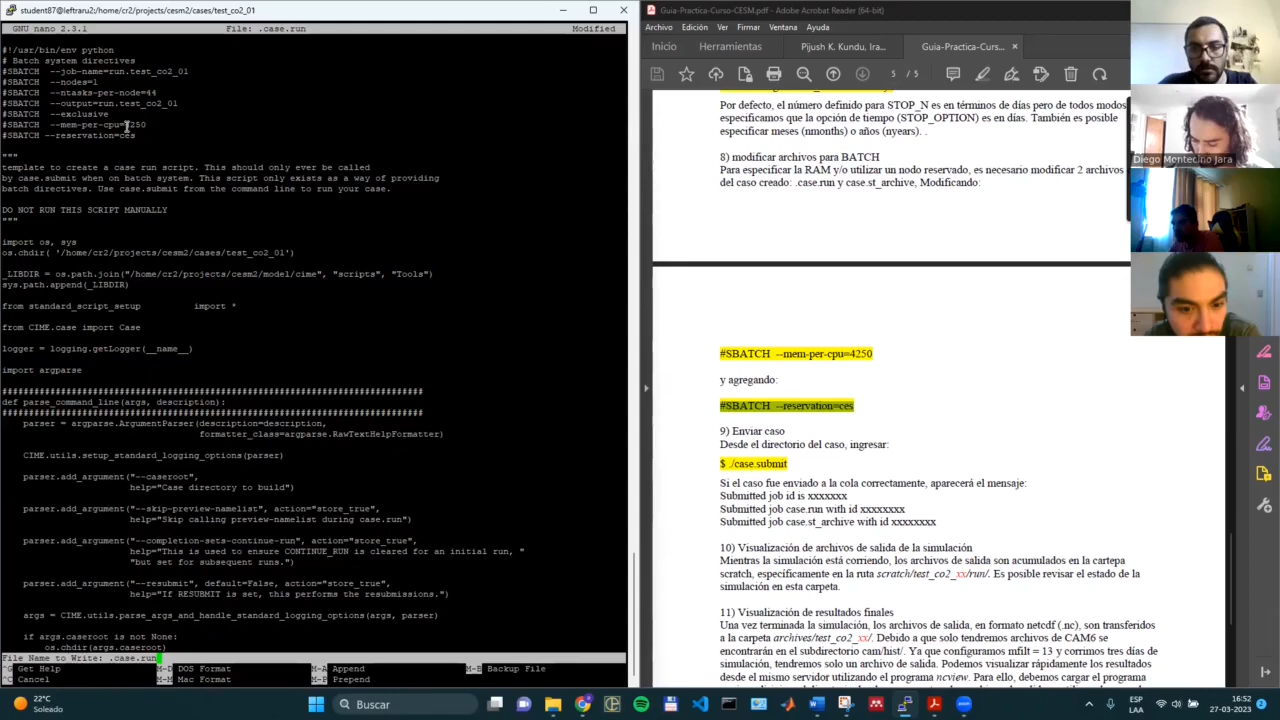 student87@leftraru2:/home/cr2/projects/cesm2/cases/test_co2_01
GNU nano 2.3.1 File: .case.run Modified
#!/usr/bin/env python
# Batch system directives
#SBATCH --job-name=run.test_co2_01
#SBATCH --nodes=1
#SBATCH --ntasks-per-node=44
#SBATCH --output=run.test_co2_01
#SBATCH --exclusive
#SBATCH --mem-per-cpu=4250
#SBATCH --reservation=ces
"""
template to create a case run script. This should only ever be called
by case.submit when on batch system. This script only exists as a way of providing
batch directives. Use case.submit from the command line to run your case.
DO NOT RUN THIS SCRIPT MANUALLY
"""
import os, sys
os.chdir( '/home/cr2/projects/cesm2/cases/test_co2_01')
_LIBDIR = os.path.join("/home/cr2/projects/cesm2/model/cime", "scripts", "Tools")
sys.path.append(_LIBDIR)
from standard_script_setup import *
from CIME.case import Case
logger = logging.getLogger(__name__)
import argparse
###############################################################################
def parse_command_line(args, description):
###############################################################################
parser = argparse.ArgumentParser(description=description,
formatter_class=argparse.RawTextHelpFormatter)
CIME.utils.setup_standard_logging_options(parser)
parser.add_argument("--caseroot",
help="Case directory to build")
parser.add_argument("--skip-preview-namelist", action="store_true",
help="Skip calling preview-namelist during case.run")
parser.add_argument("--completion-sets-continue-run", action="store_true",
help="This is used to ensure CONTINUE_RUN is cleared for an initial run, "
"but set for subsequent runs.")
parser.add_argument("--resubmit", default=False, action="store_true",
help="If RESUBMIT is set, this performs the resubmissions.")
args = CIME.utils.parse_args_and_handle_standard_logging_options(args, parser)
if args.caseroot is not None:
os.chdir(args.caseroot)
File Name to Write: .case.run
^G Get Help M-D DOS Format M-A Append M-B Backup File
^C Cancel M-M Mac Format M-P Prepend
Guia-Practica-Curso-CESM.pdf - Adobe Acrobat Reader (64-bit)
Archivo Edición Ver Firmar Ventana Ayuda
Inicio Herramientas Pijush K. Kundu, Ira... Guia-Practica-Curs... ×
5 / 5
Por defecto, el número definido para STOP_N es en términos de días pero de todos modos
especificamos que la opción de tiempo (STOP_OPTION) es en días. También es posible
especificar meses (nmonths) o años (nyears). .
8) modificar archivos para BATCH
Para especificar la RAM y/o utilizar un nodo reservado, es necesario modificar 2 archivos
del caso creado: .case.run y case.st_archive, Modificando:
#SBATCH --mem-per-cpu=4250
y agregando:
#SBATCH --reservation=ces
9) Enviar caso
Desde el directorio del caso, ingresar:
$ ./case.submit
Si el caso fue enviado a la cola correctamente, aparecerá el mensaje:
Submitted job id is xxxxxxx
Submitted job case.run with id xxxxxxxx
Submitted job case.st_archive with id xxxxxxxx
10) Visualización de archivos de salida de la simulación
Mientras la simulación está corriendo, los archivos de salida son acumulados en la cartepa
scratch, específicamente en la ruta scratch/test_co2_xx/run/. Es posible revisar el estado de la
simulación en esta carpeta.
11) Visualización de resultados finales
Una vez terminada la simulación, los archivos de salida, en formato netcdf (.nc), son transferidos
a la carpeta archives/test_co2_xx/. Debido a que solo tendremos archivos de CAM6 se
encontrarán en el subdirectorio cam/hist/. Ya que configuramos mfilt = 13 y corrimos tres días de
simulación, tendremos solo un archivo de salida. Podemos visualizar rápidamente los resultados
desde el mismo servidor utilizando el programa ncview. Para ello, debemos cargar el programa
Diego Montecino Jara
22°C
Soleado
Buscar
ESP
LAA
16:52
27-03-2023